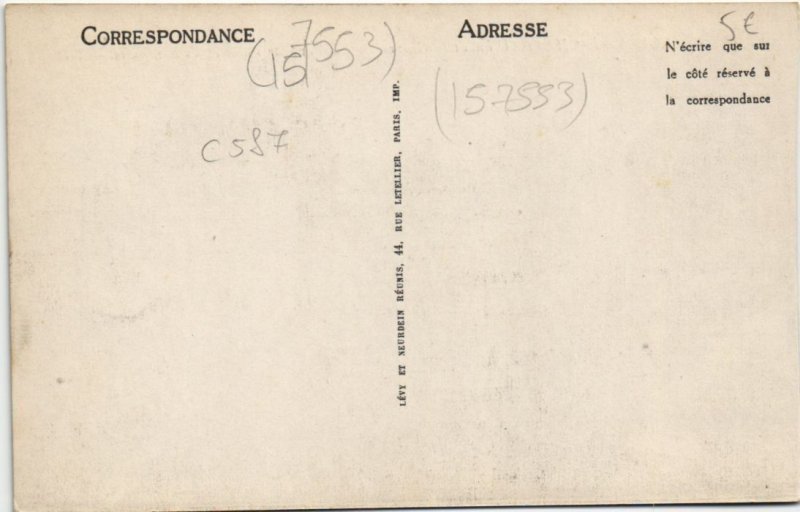 CORRESPONDANCE
(157553)
C587
LÉVY ET NEURDEIN RÉUNIS, 44, RUE LETELLIER, PARIS, IMP.
ADRESSE
(157553)
5€
N'écrire que sur
le côté réservé à
la correspondance